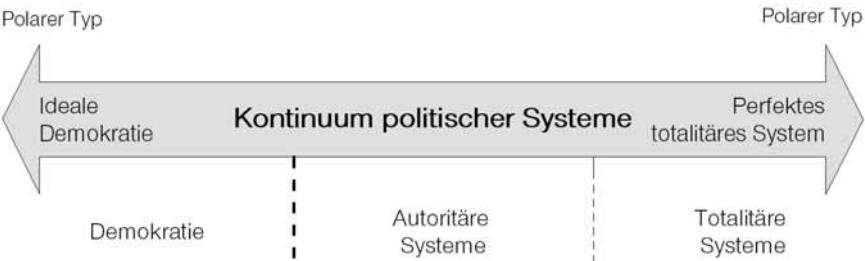 Polarer Typ
Polarer Typ
Ideale
Demokratie
Kontinuum politischer Systeme
Perfektes
totalitäres System
Demokratie
Autoritäre
Systeme
Totalitäre
Systeme